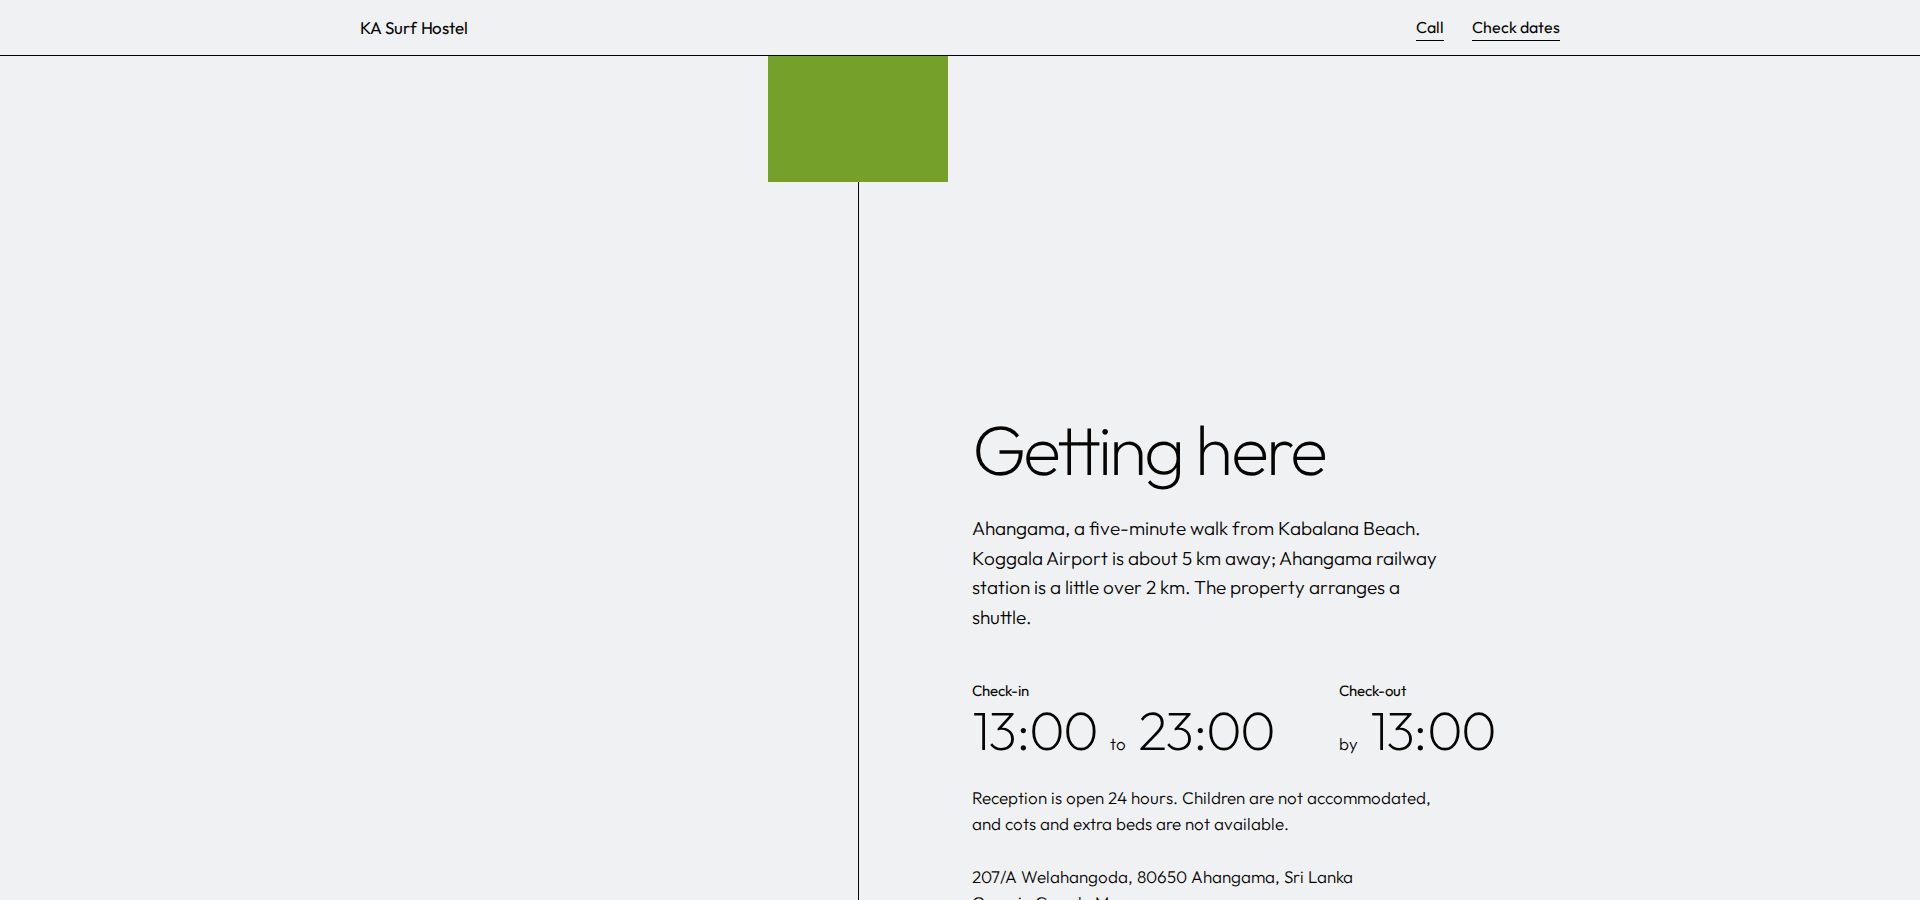 KA Surf Hostel
Call
Check dates
Getting here
Ahangama, a five-minute walk from Kabalana Beach.
Koggala Airport is about 5 km away; Ahangama railway
station is a little over 2 km. The property arranges a
shuttle.
Check-in
13:00 to 23:00
Check-out
by 13:00
Reception is open 24 hours. Children are not accommodated,
and cots and extra beds are not available.
207/A Welahangoda, 80650 Ahangama, Sri Lanka